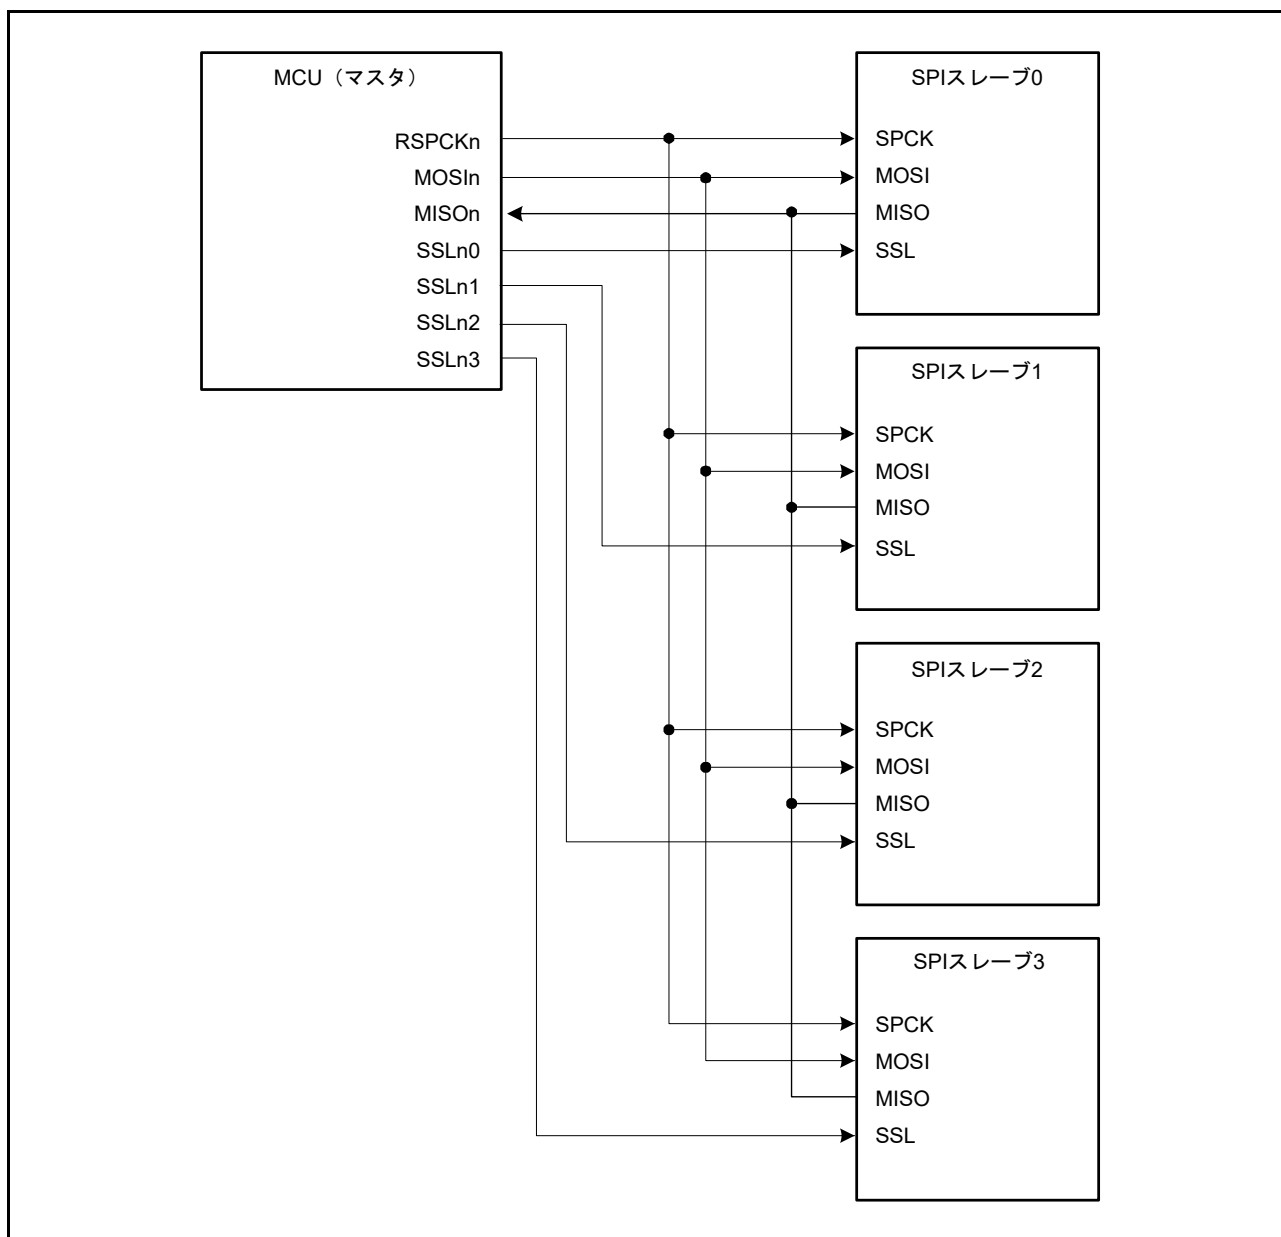 MCU（マスタ）
RSPCKn
MOSIn
MISOn
SSLn0
SSLn1
SSLn2
SSLn3
SPIスレーブ0
SPCK
MOSI
MISO
SSL
SPIスレーブ1
SPCK
MOSI
MISO
SSL
SPIスレーブ2
SPCK
MOSI
MISO
SSL
SPIスレーブ3
SPCK
MOSI
MISO
SSL